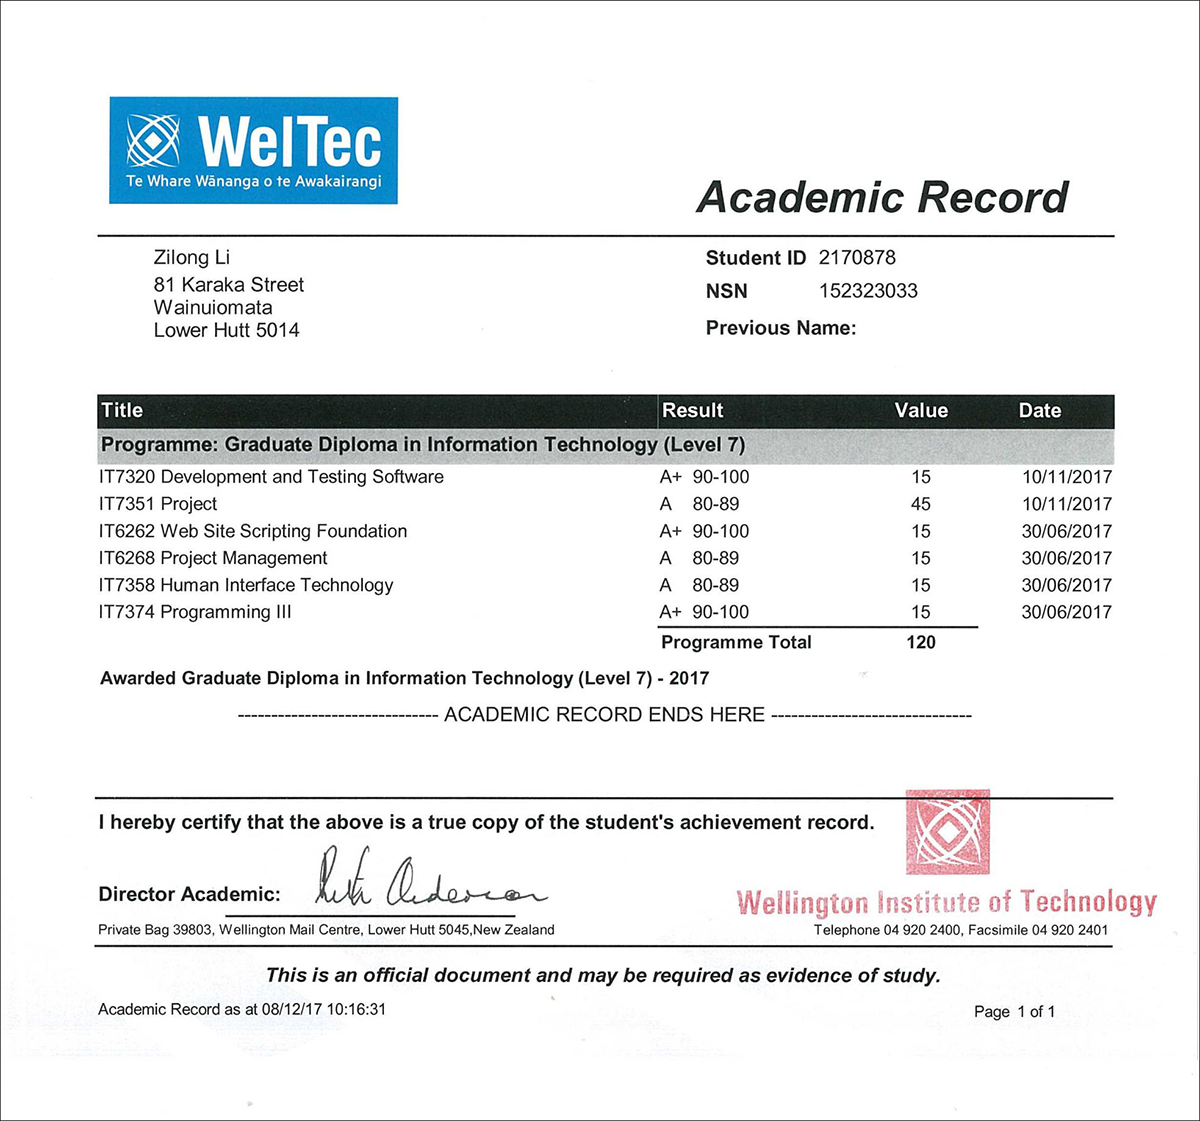 WelTec
Te Whare Wānanga o te Awakairangi
Academic Record
Zilong Li
81 Karaka Street
Wainuiomata
Lower Hutt 5014
Student ID 2170878
NSN 152323033
Previous Name:
Title Result Value Date
Programme: Graduate Diploma in Information Technology (Level 7)
IT7320 Development and Testing Software A+ 90-100 15 10/11/2017
IT7351 Project A 80-89 45 10/11/2017
IT6262 Web Site Scripting Foundation A+ 90-100 15 30/06/2017
IT6268 Project Management A 80-89 15 30/06/2017
IT7358 Human Interface Technology A 80-89 15 30/06/2017
IT7374 Programming III A+ 90-100 15 30/06/2017
Programme Total 120
Awarded Graduate Diploma in Information Technology (Level 7) - 2017
------------------------------ ACADEMIC RECORD ENDS HERE ------------------------------
I hereby certify that the above is a true copy of the student's achievement record.
Director Academic:
Wellington Institute of Technology
Private Bag 39803, Wellington Mail Centre, Lower Hutt 5045,New Zealand
Telephone 04 920 2400, Facsimile 04 920 2401
This is an official document and may be required as evidence of study.
Academic Record as at 08/12/17 10:16:31
Page 1 of 1